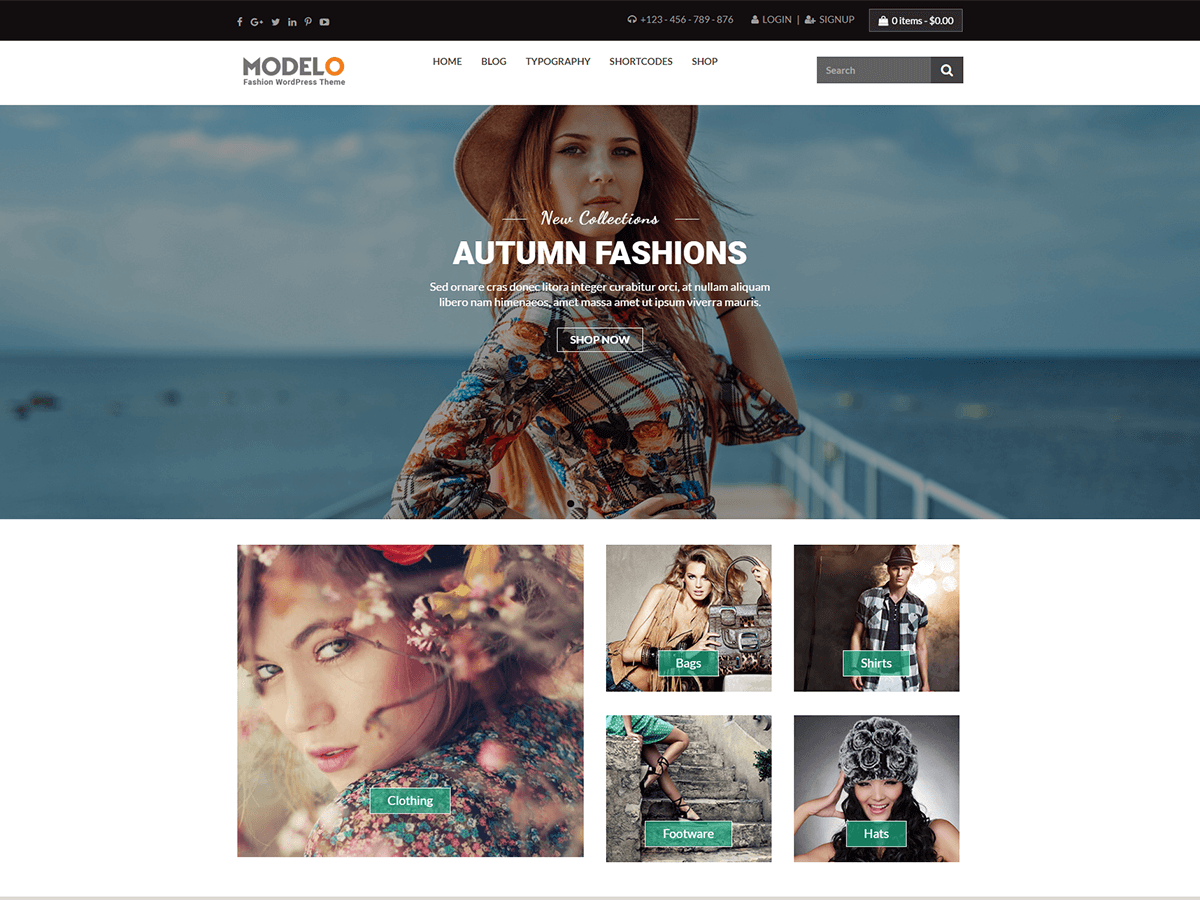 +123 - 456 - 789 - 876 LOGIN | SIGNUP 0 items - $0.00
MODELO
Fashion WordPress Theme
HOME BLOG TYPOGRAPHY SHORTCODES SHOP
Search
New Collections
AUTUMN FASHIONS
Sed ornare cras donec litora integer curabitur orci, at nullam aliquam
libero nam himenaeos, amet massa amet ut ipsum viverra mauris.
SHOP NOW
Bags
Shirts
Clothing
Footware
Hats